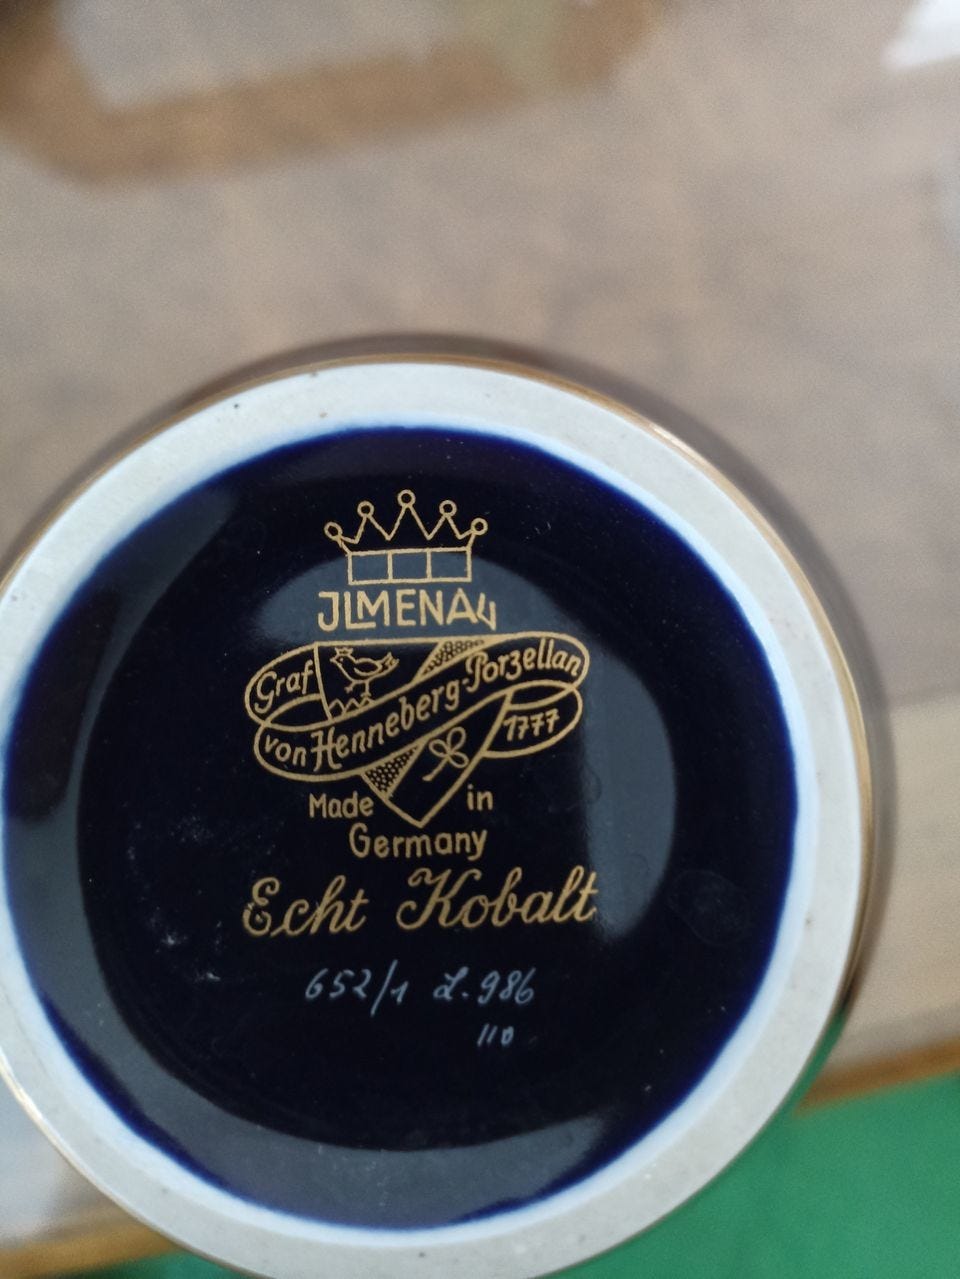 JLMENAU
Graf
von Henneberg-Porzellan
1777
Made in
Germany
Echt Kobalt
652/1 L.986
110